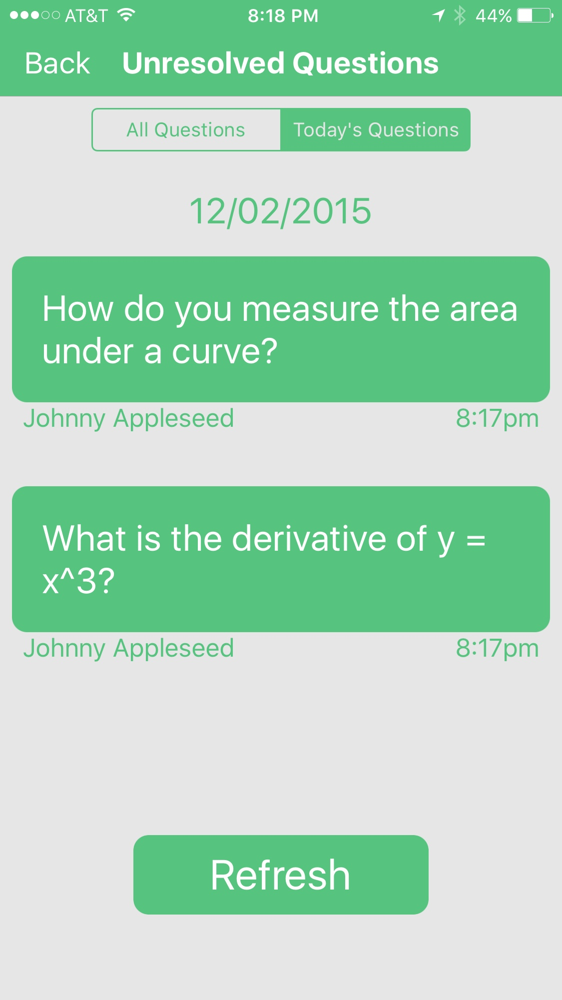 AT&T 8:18 PM 44%
Back Unresolved Questions
All Questions Today's Questions
12/02/2015
How do you measure the area
under a curve?
Johnny Appleseed 8:17pm
What is the derivative of y =
x^3?
Johnny Appleseed 8:17pm
Refresh